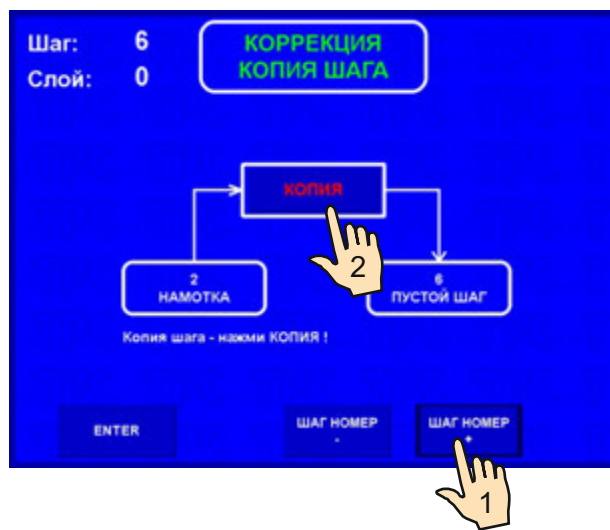 Шаг: 6
Слой: 0
КОРРЕКЦИЯ
КОПИЯ ШАГА
КОПИЯ
2
2
НАМОТКА
6
ПУСТОЙ ШАГ
Копия шага - нажми КОПИЯ !
ENTER
ШАГ НОМЕР
-
ШАГ НОМЕР
+
1